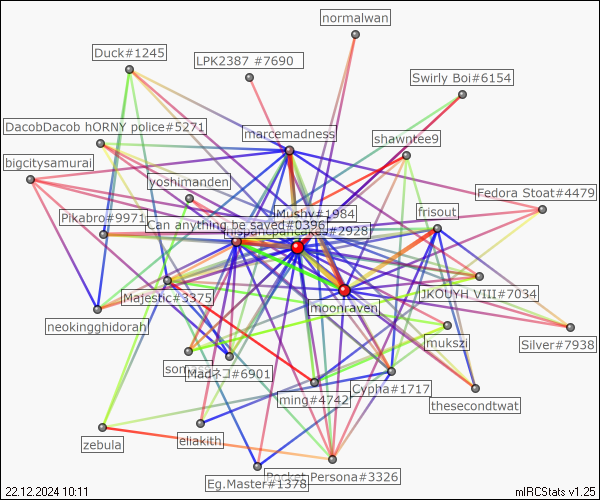 normalwan
Duck#1245
LPK2387 #7690
Swirly Boi#6154
DacobDacob hORNY police#5271
marcemadness
shawntee9
bigcitysamurai
yoshimanden
Fedora Stoat#4479
Pikabro#9971
Mushy#1984
frisout
Can anything be saved#0396
#2928
Majestic#3375
JKOUYH VIII#7034
moonraven
neokingghidorah
mukszi
Silver#7938
Madネコ#6901
Cypha#1717
ming#4742
thesecondtwat
zebula
eliakith
Pocket Persona#3326
Eg.Master#1378
22.12.2024 10:11
mIRCStats v1.25